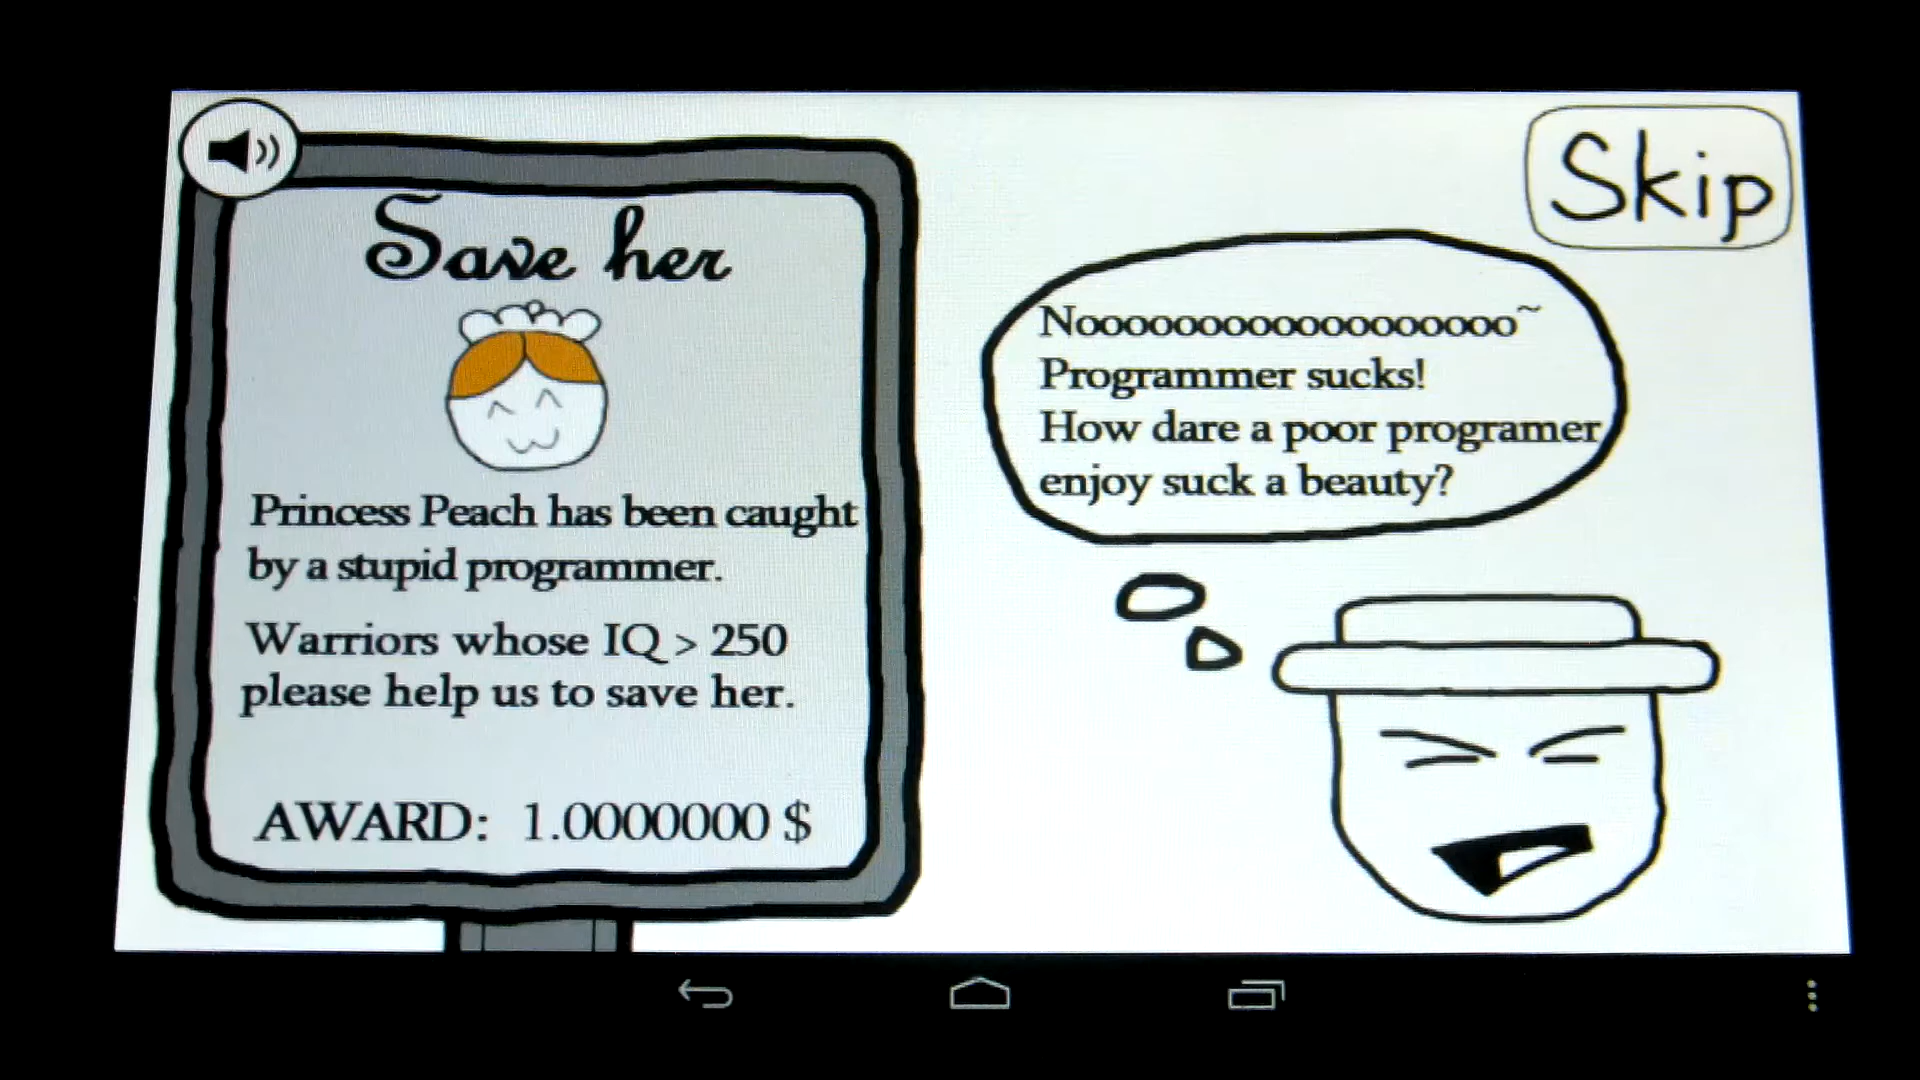 Save her
Princess Peach has been caught
by a stupid programmer.
Warriors whose IQ > 250
please help us to save her.
AWARD: 1.0000000 $
Skip
Noooooooooooooooooo~
Programmer sucks!
How dare a poor programer
enjoy suck a beauty?